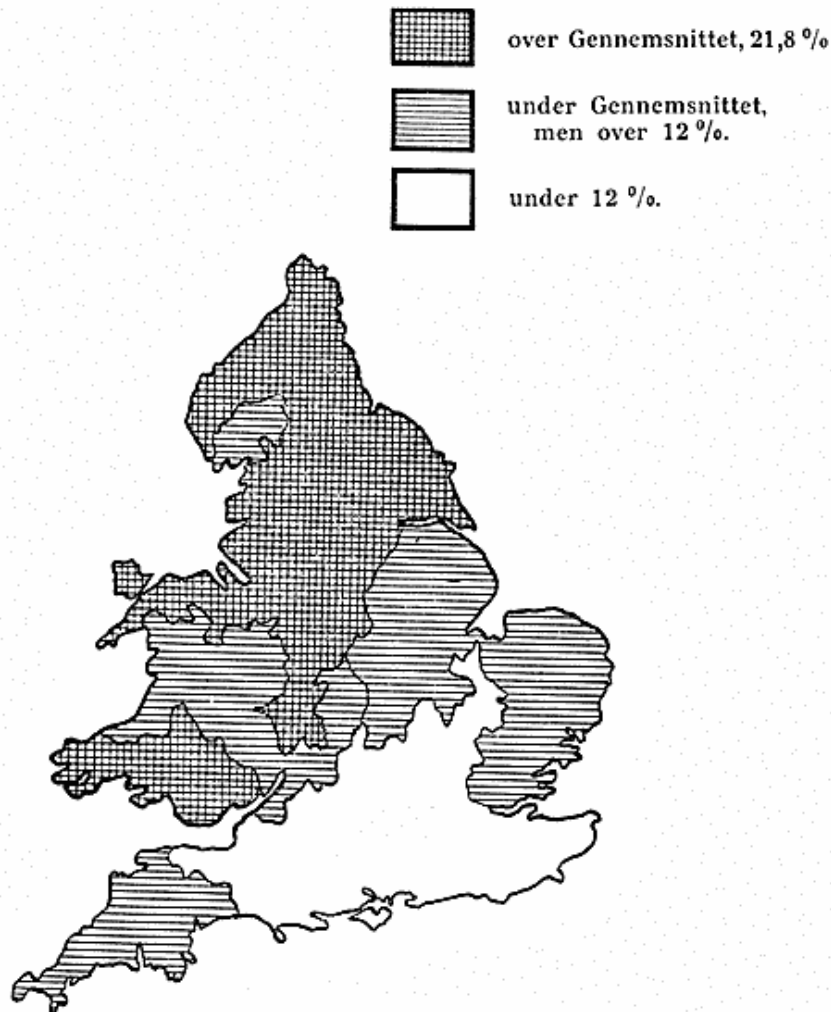 over Gennemsnittet, 21,8 %
under Gennemsnittet,
men over 12 %.
under 12 %.